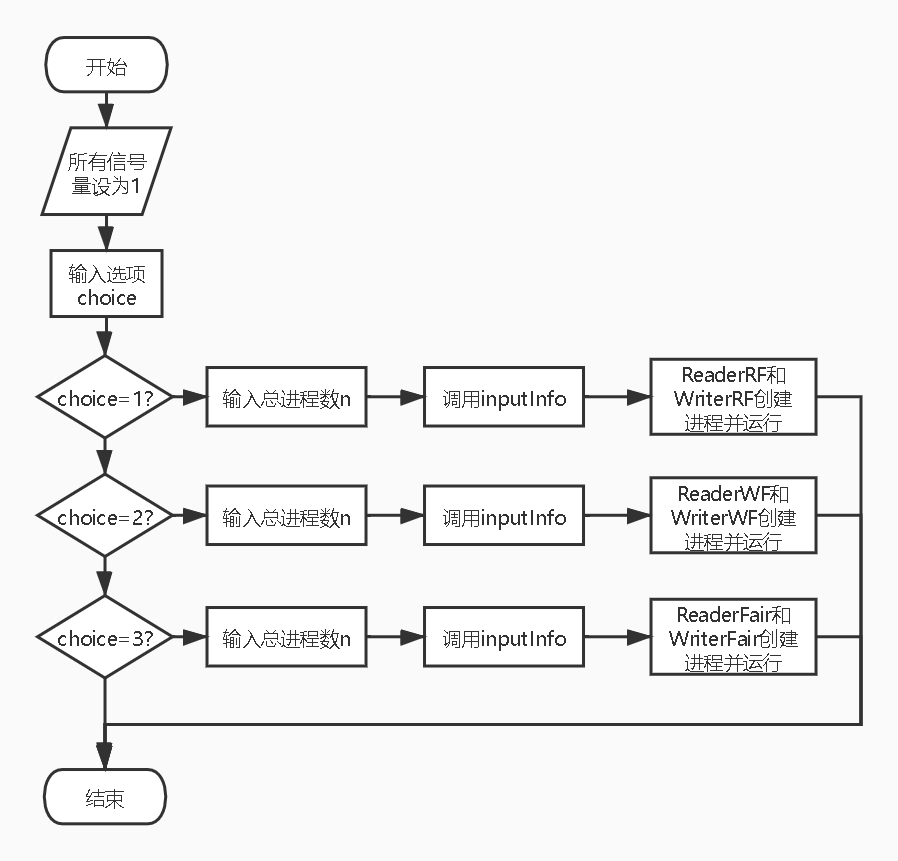 开始
所有信号
量设为1
输入选项
choice
choice=1?
输入总进程数n
调用inputInfo
ReaderRF和
WriterRF创建
进程并运行
choice=2?
输入总进程数n
调用inputInfo
ReaderWF和
WriterWF创建
进程并运行
choice=3?
输入总进程数n
调用inputInfo
ReaderFair和
WriterFair创建
进程并运行
结束